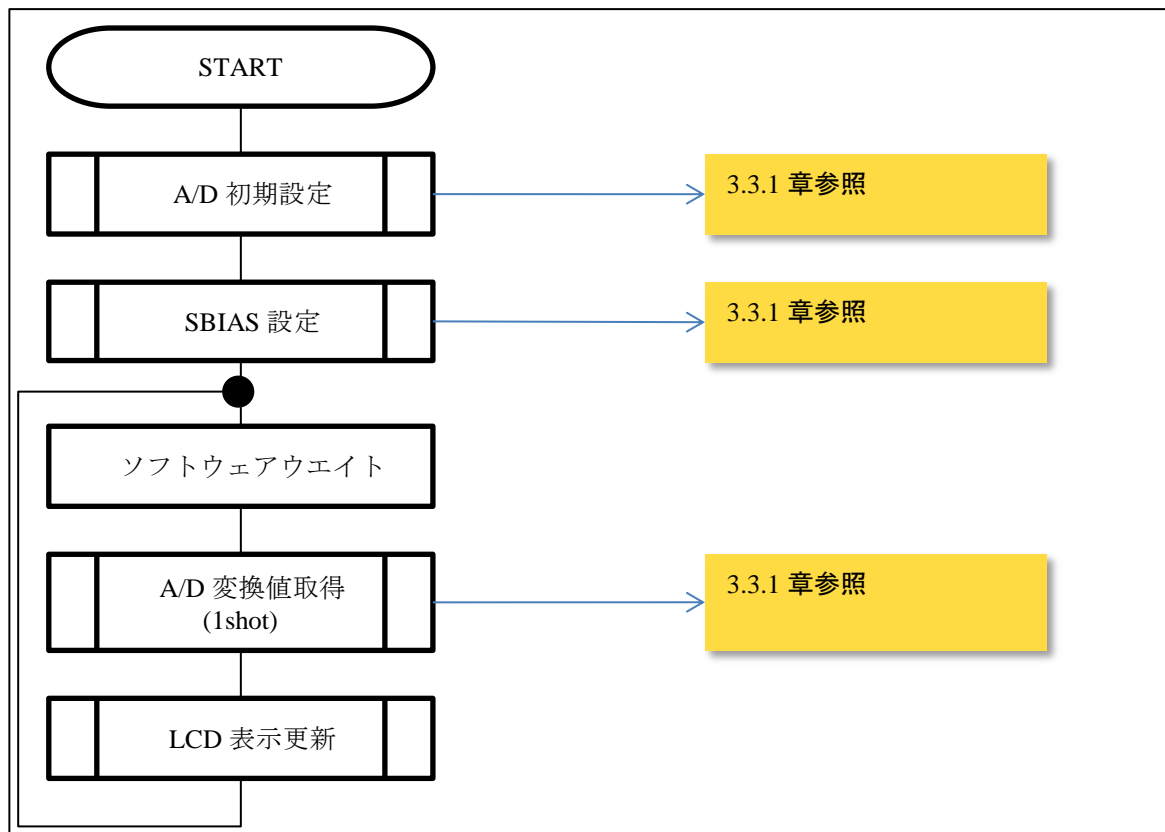 START
A/D 初期設定
3.3.1 章参照
SBIAS 設定
3.3.1 章参照
ソフトウェアウエイト
A/D 変換値取得
(1shot)
3.3.1 章参照
LCD 表示更新